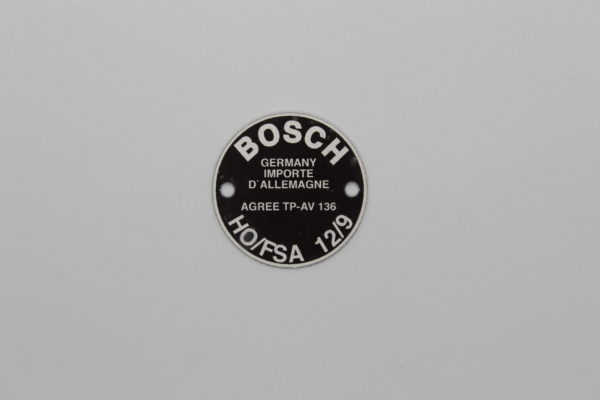 BOSCH
GERMANY
IMPORTE
D'ALLEMAGNE
AGREE TP-AV 136
HO/FSA 12/9